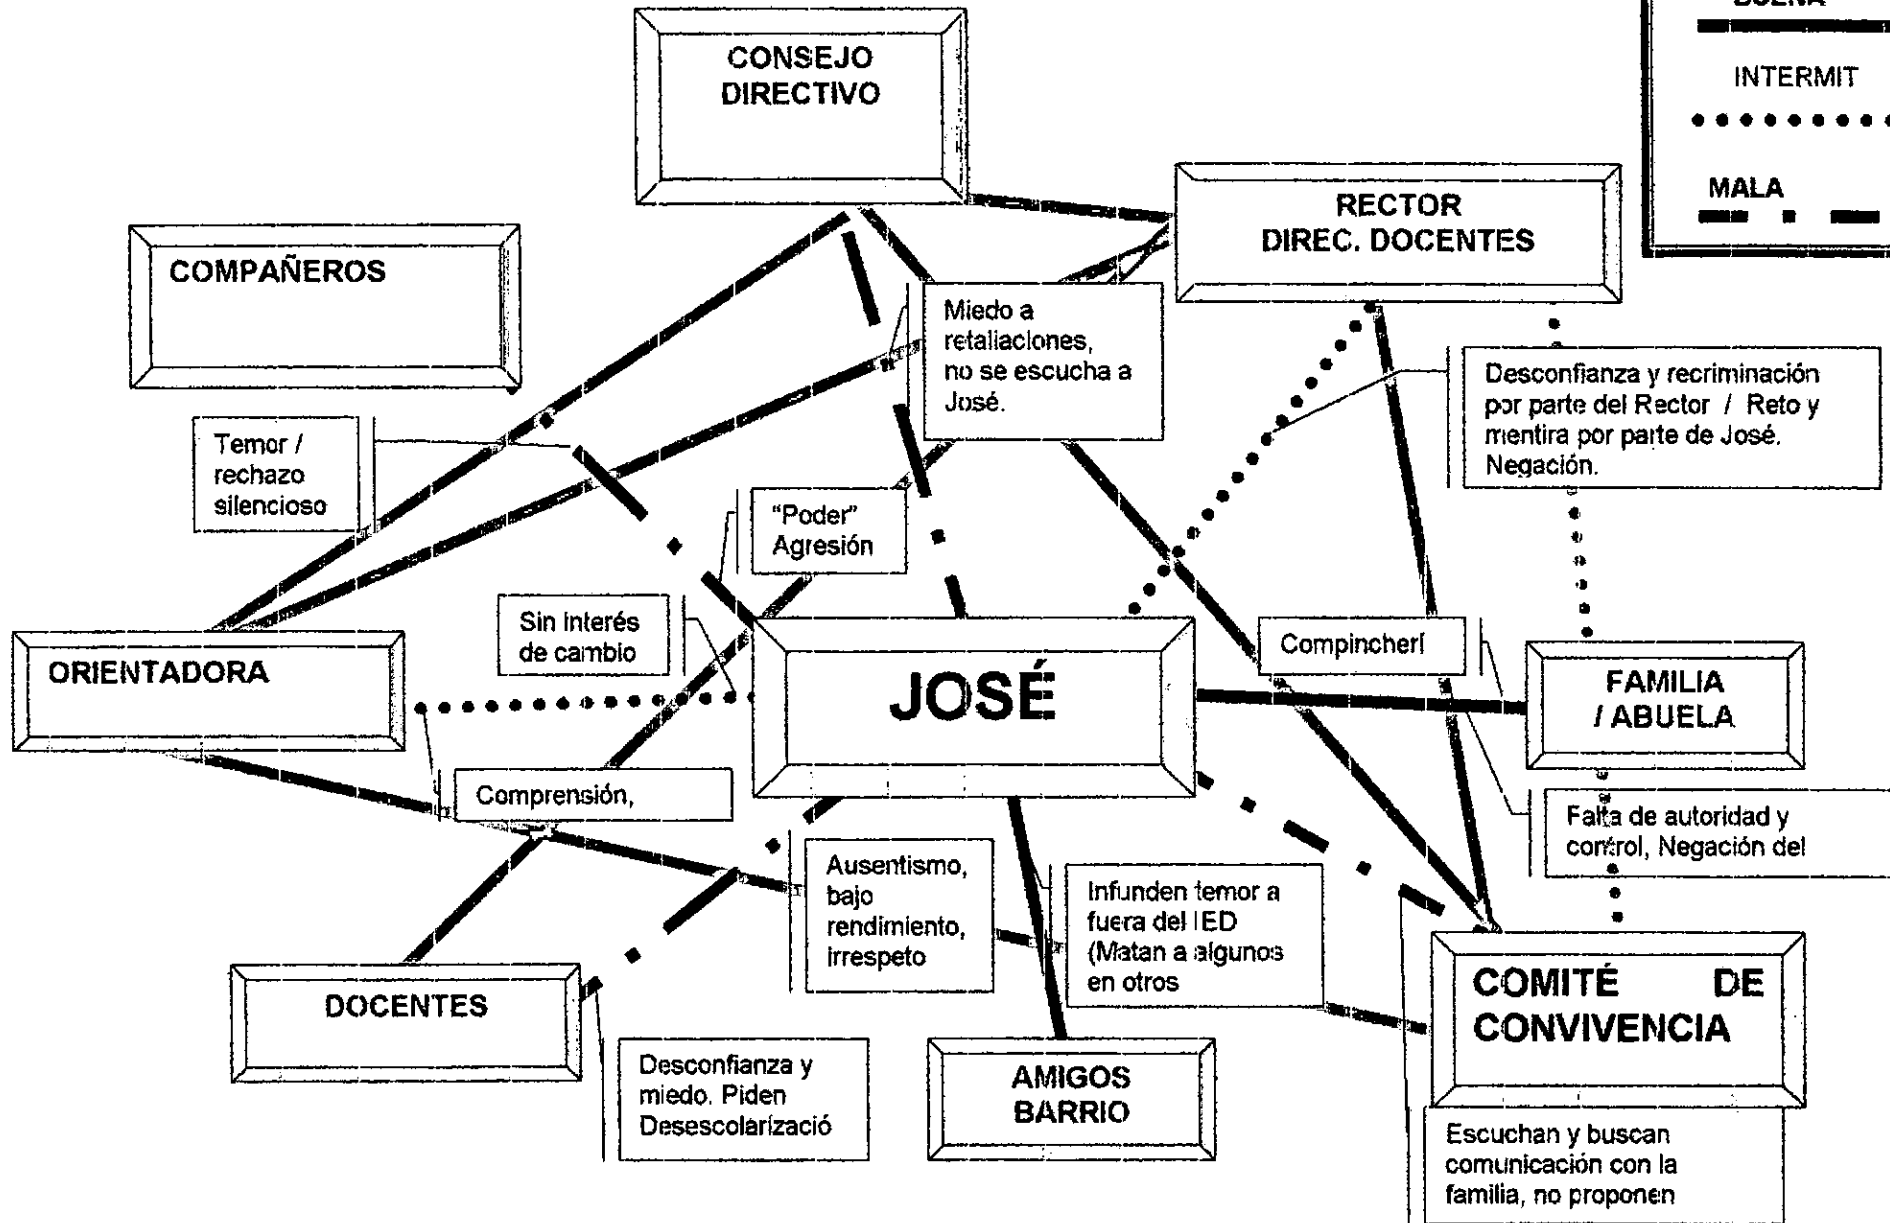 BUENA
INTERMIT
MALA
CONSEJO
DIRECTIVO
RECTOR
DIREC. DOCENTES
COMPAÑEROS
Miedo a
retaliaciones,
no se escucha a
José.
Desconfianza y recriminación
por parte del Rector / Reto y
mentira por parte de José.
Negación.
Temor /
rechazo
silencioso
"Poder"
Agresión
Sin interés
de cambio
Compincherí
ORIENTADORA
JOSÉ
FAMILIA
/ ABUELA
Comprensión,
Falta de autoridad y
control, Negación del
Ausentismo,
bajo
rendimiento,
irrespeto
Infunden temor a
fuera del IED
(Matan a algunos
en otros
DOCENTES
COMITÉ DE
CONVIVENCIA
Desconfianza y
miedo. Piden
Desescolarizació
AMIGOS
BARRIO
Escuchan y buscan
comunicación con la
familia, no proponen